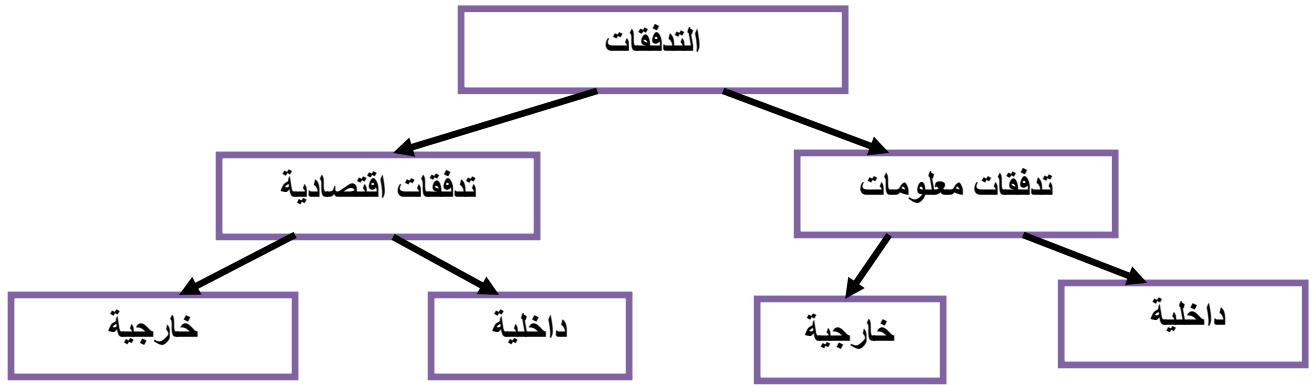 التدفقات
تدفقات معلومات
تدفقات اقتصادية
داخلية
خارجية
داخلية
خارجية